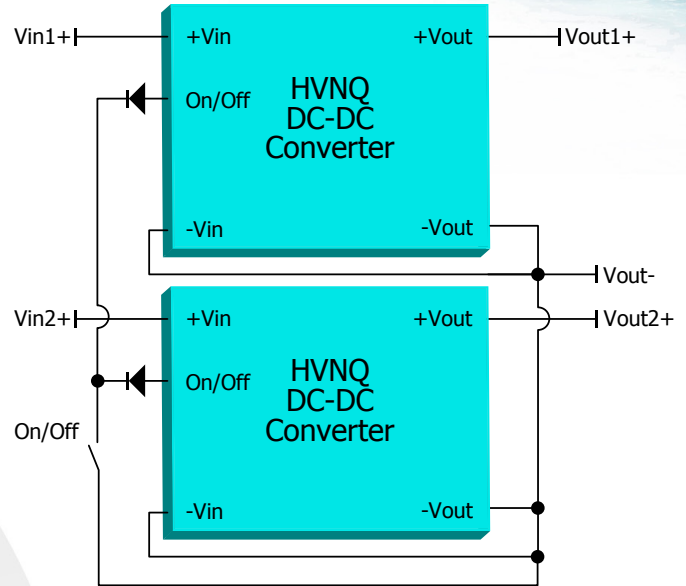 Vin1+
+Vin
+Vout
Vout1+
On/Off
HVNQ
DC-DC
Converter
-Vin
-Vout
Vout-
Vin2+
+Vin
+Vout
Vout2+
On/Off
HVNQ
DC-DC
Converter
On/Off
-Vin
-Vout